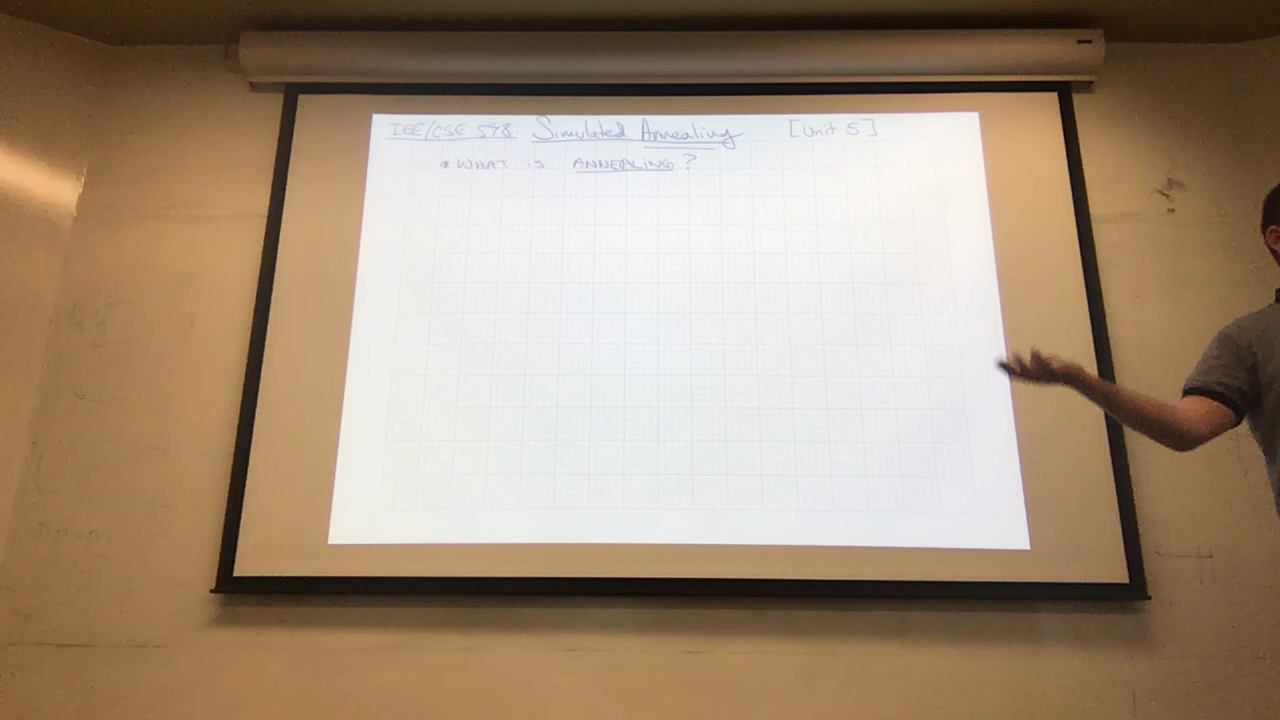 IEE/CSE 598: Simulated Annealing [Unit 5]
• WHAT IS ANNEALING?